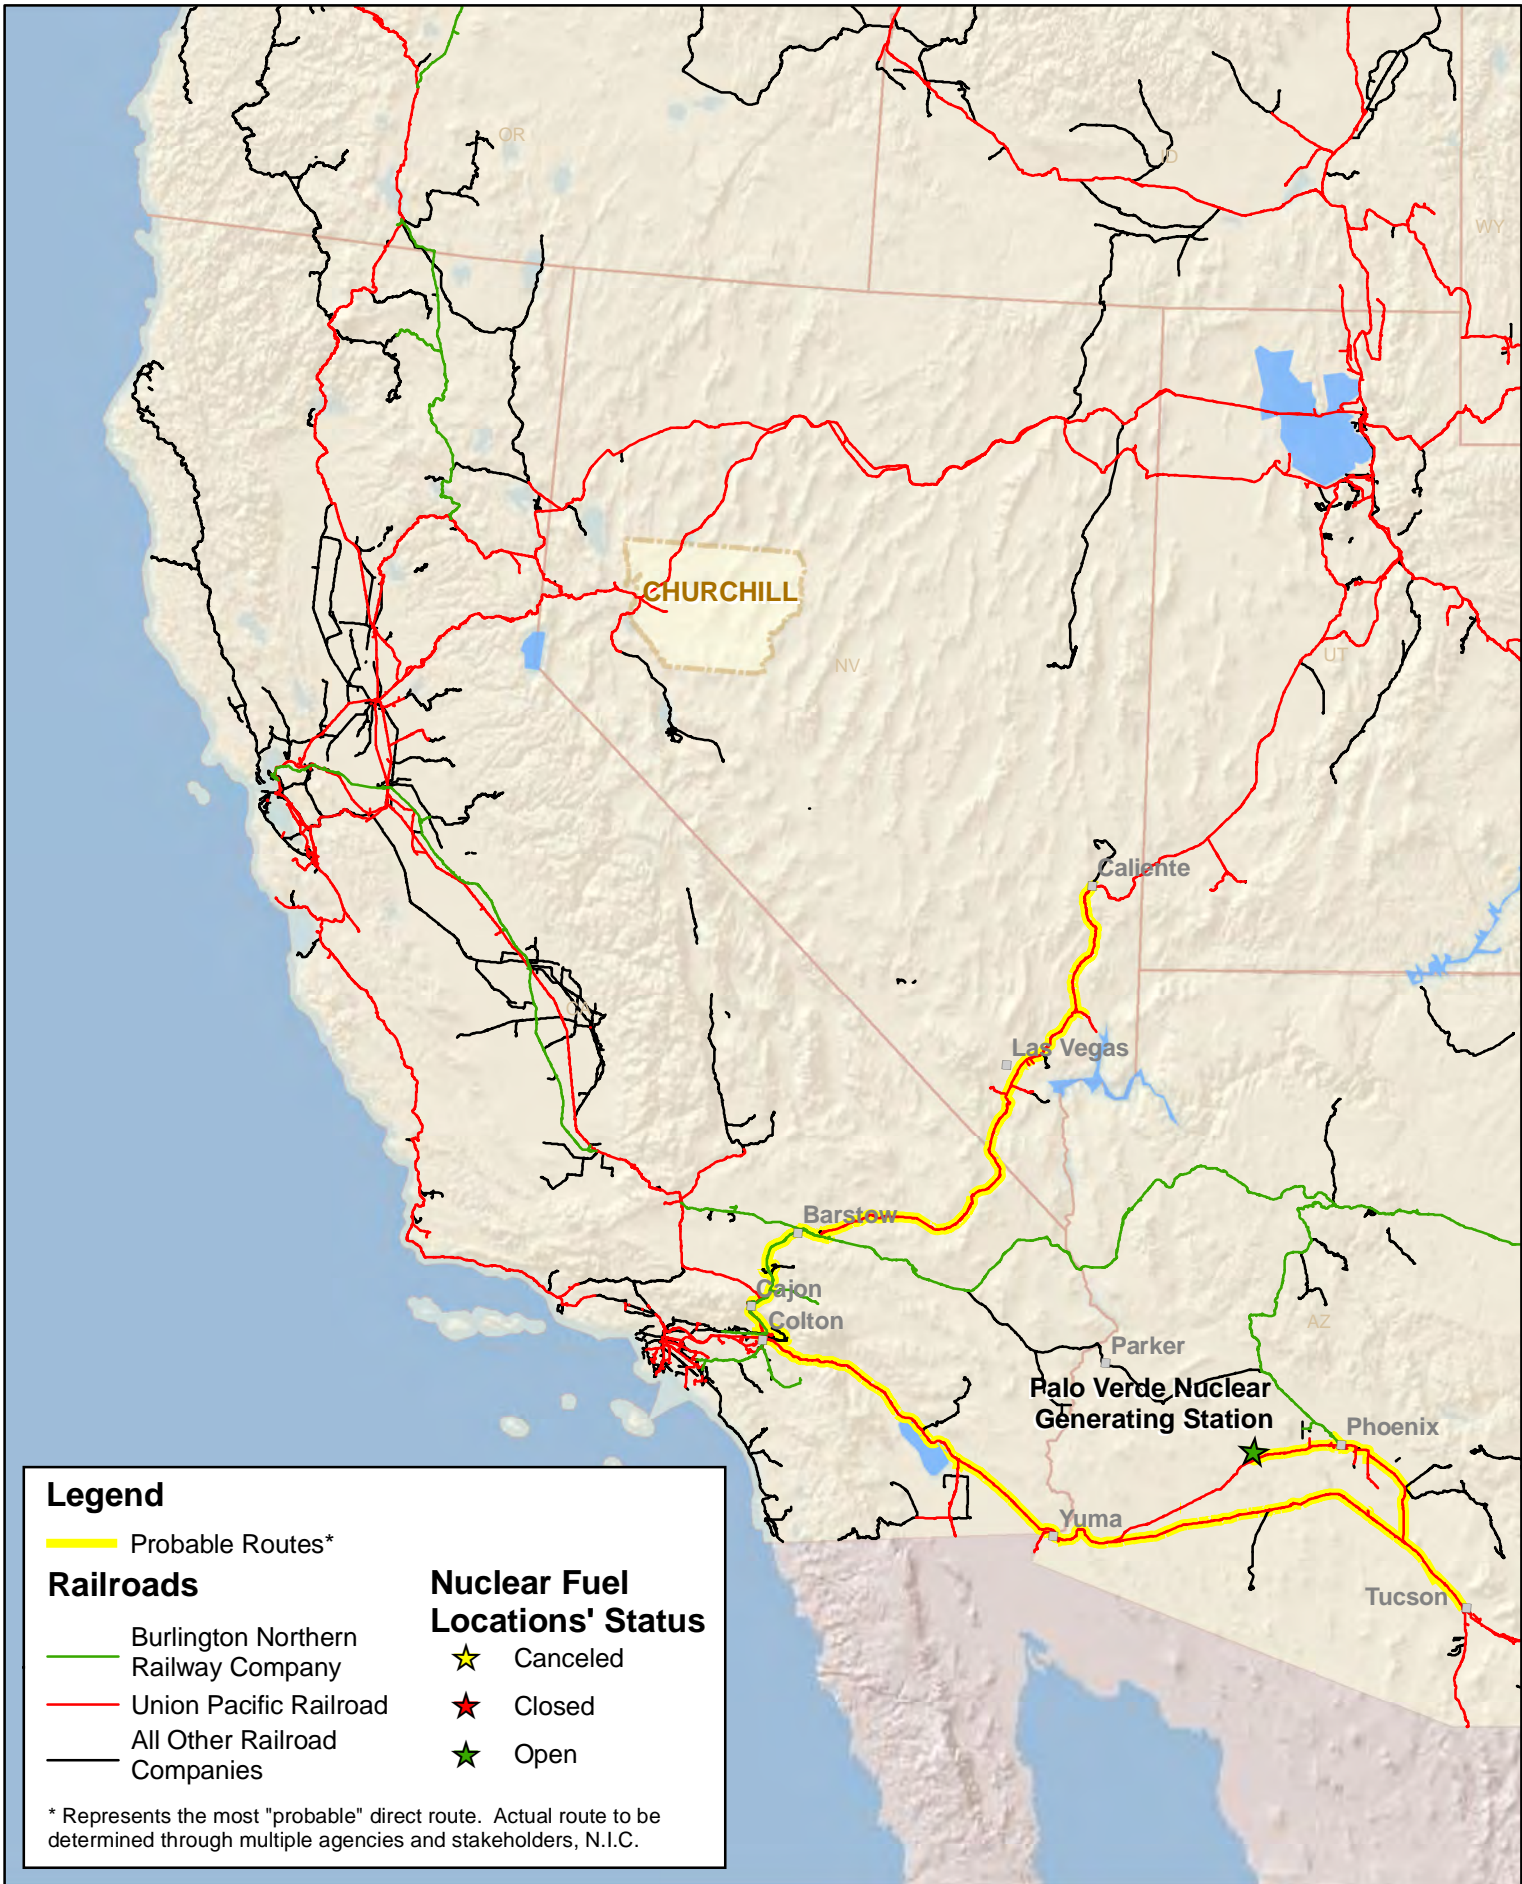 OR
ID
WY
CHURCHILL
NV
UT
Caliente
CA
Las Vegas
Barstow
Cajon
Colton
AZ
Parker
Palo Verde Nuclear
Generating Station
Phoenix
Yuma
Tucson
Legend
Probable Routes*
Railroads
Burlington Northern
Railway Company
Union Pacific Railroad
All Other Railroad
Companies
Nuclear Fuel
Locations' Status
Canceled
Closed
Open
* Represents the most "probable" direct route. Actual route to be
determined through multiple agencies and stakeholders, N.I.C.